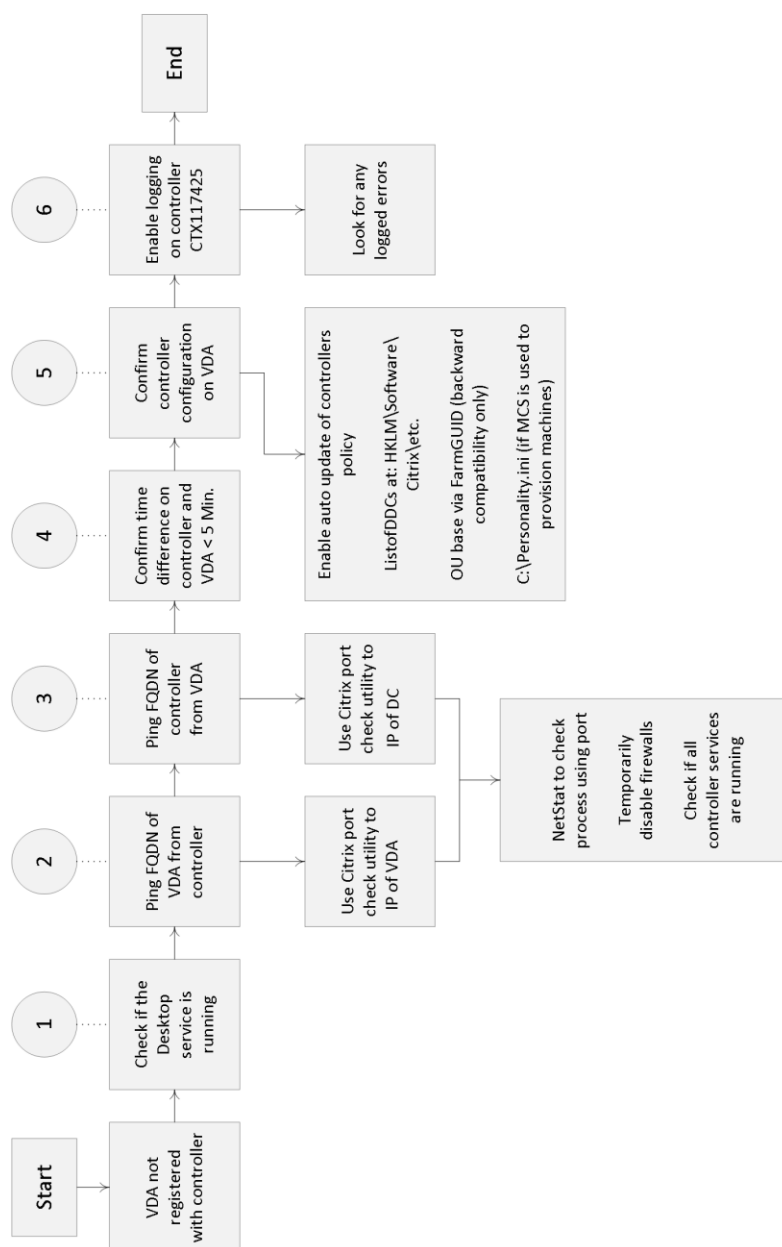 Start
VDA not
registered
with controller
1
Check if the
Desktop
service is
running
2
Ping FQDN of
VDA from
controller
Use Citrix port
check utility to
IP of VDA
3
Ping FQDN of
controller
from VDA
Use Citrix port
check utility to
IP of DC
NetStat to check
process using port
Temporarily
disable firewalls
Check if all
controller services
are running
4
Confirm time
difference on
controller and
VDA < 5 Min.
5
Confirm
controller
configuration
on VDA
Enable auto update of controllers
policy
ListofDDCs at: HKLM\Software\
Citrix\etc.
OU base via FarmGUID (backward
compatibility only)
C:\Personality.ini (if MCS is used to
provision machines)
6
Enable logging
on controller
CTX117425
Look for any
logged errors
End